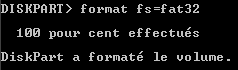 DISKPART> format fs=fat32
100 pour cent effectués
DiskPart a formaté le volume.